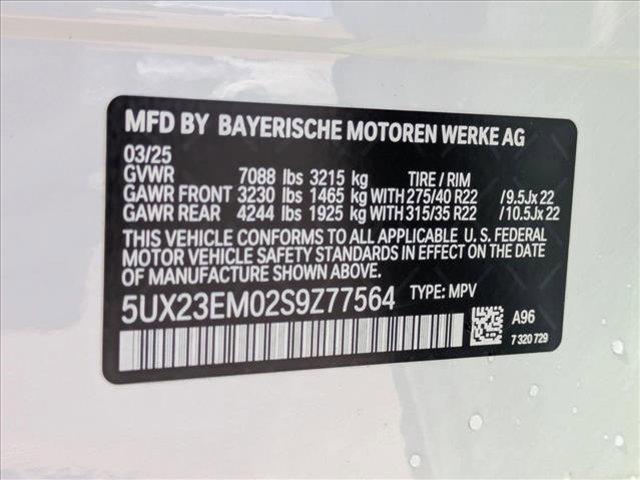 MFD BY BAYERISCHE MOTOREN WERKE AG
03/25
GVWR 7088 lbs 3215 kg TIRE / RIM
GAWR FRONT 3230 lbs 1465 kg WITH 275/40 R22 /9.5Jx22
GAWR REAR 4244 lbs 1925 kg WITH 315/35 R22 /10.5Jx22
THIS VEHICLE CONFORMS TO ALL APPLICABLE U. S. FEDERAL
MOTOR VEHICLE SAFETY STANDARDS IN EFFECT ON THE DATE
OF MANUFACTURE SHOWN ABOVE.
5UX23EM02S9Z77564 TYPE: MPV
A96
7 320 729